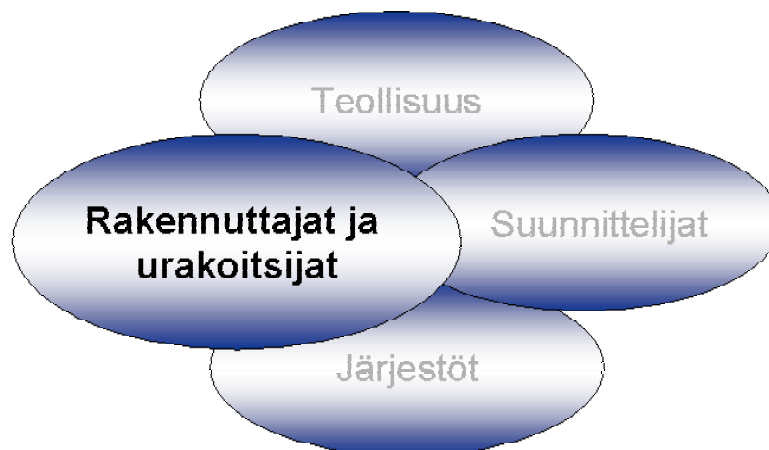 Teollisuus
Rakennuttajat ja
urakoitsijat
Suunnittelijat
Järjestöt